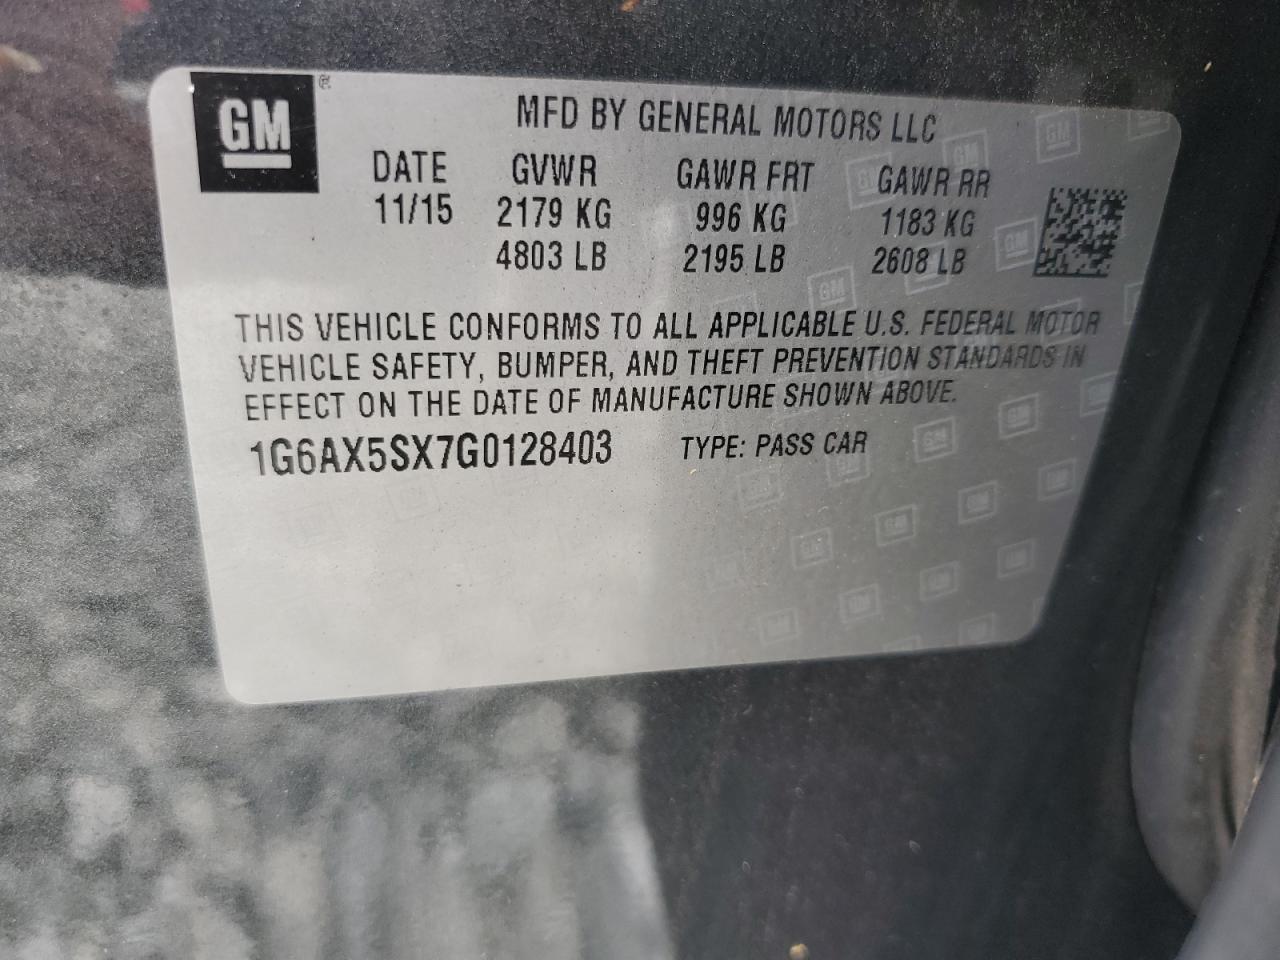 GM
MFD BY GENERAL MOTORS LLC
DATE GVWR GAWR FRT GAWR RR
11/15 2179 KG 996 KG 1183 KG
4803 LB 2195 LB 2608 LB
THIS VEHICLE CONFORMS TO ALL APPLICABLE U.S. FEDERAL MOTOR
VEHICLE SAFETY, BUMPER, AND THEFT PREVENTION STANDARDS IN
EFFECT ON THE DATE OF MANUFACTURE SHOWN ABOVE.
1G6AX5SX7G0128403 TYPE: PASS CAR